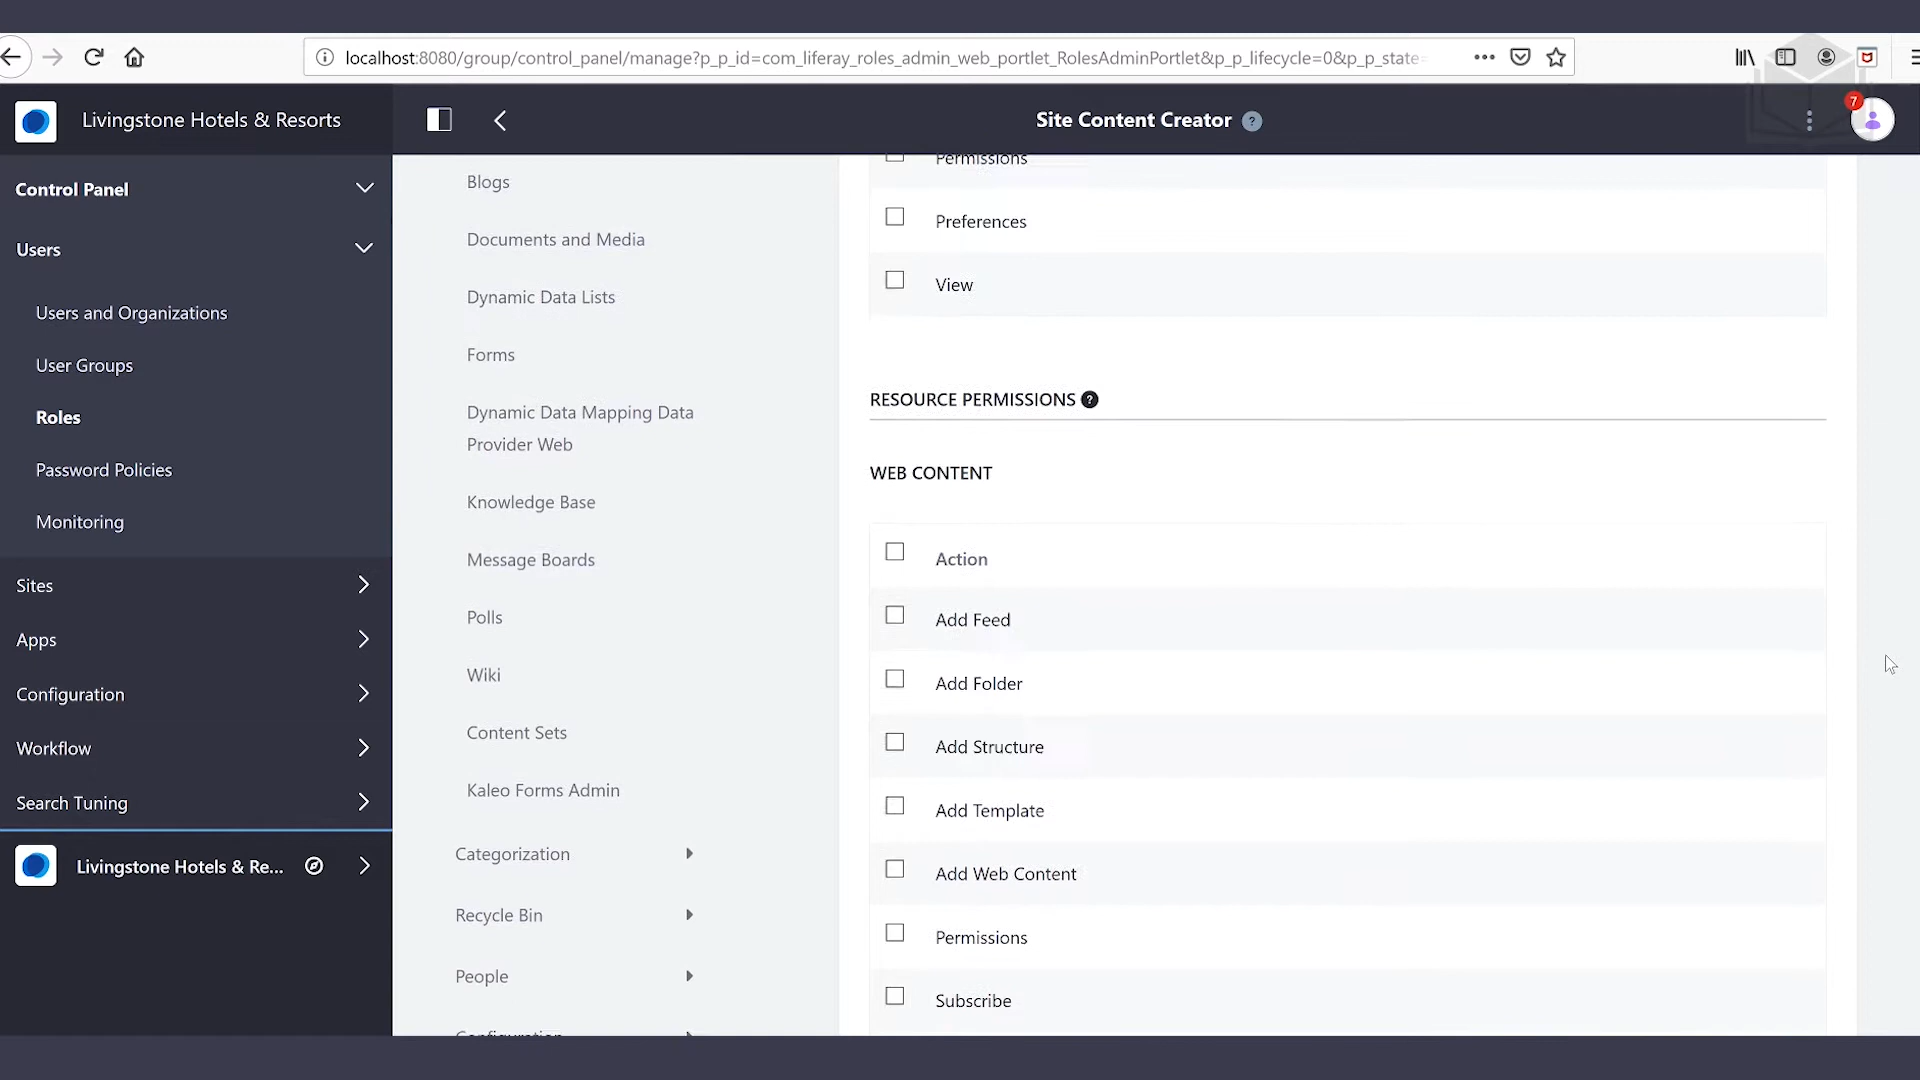 localhost:8080/group/control_panel/manage?p_p_id=com_liferay_roles_admin_web_portlet_RolesAdminPortlet&p_p_lifecycle=0&p_p_state=
Livingstone Hotels & Resorts
Site Content Creator ?
7
Control Panel
Users
Users and Organizations
User Groups
Roles
Password Policies
Monitoring
Sites
Apps
Configuration
Workflow
Search Tuning
Livingstone Hotels & Re...
Blogs
Documents and Media
Dynamic Data Lists
Forms
Dynamic Data Mapping Data
Provider Web
Knowledge Base
Message Boards
Polls
Wiki
Content Sets
Kaleo Forms Admin
Categorization
Recycle Bin
People
Configuration
Permissions
Preferences
View
RESOURCE PERMISSIONS ?
WEB CONTENT
Action
Add Feed
Add Folder
Add Structure
Add Template
Add Web Content
Permissions
Subscribe